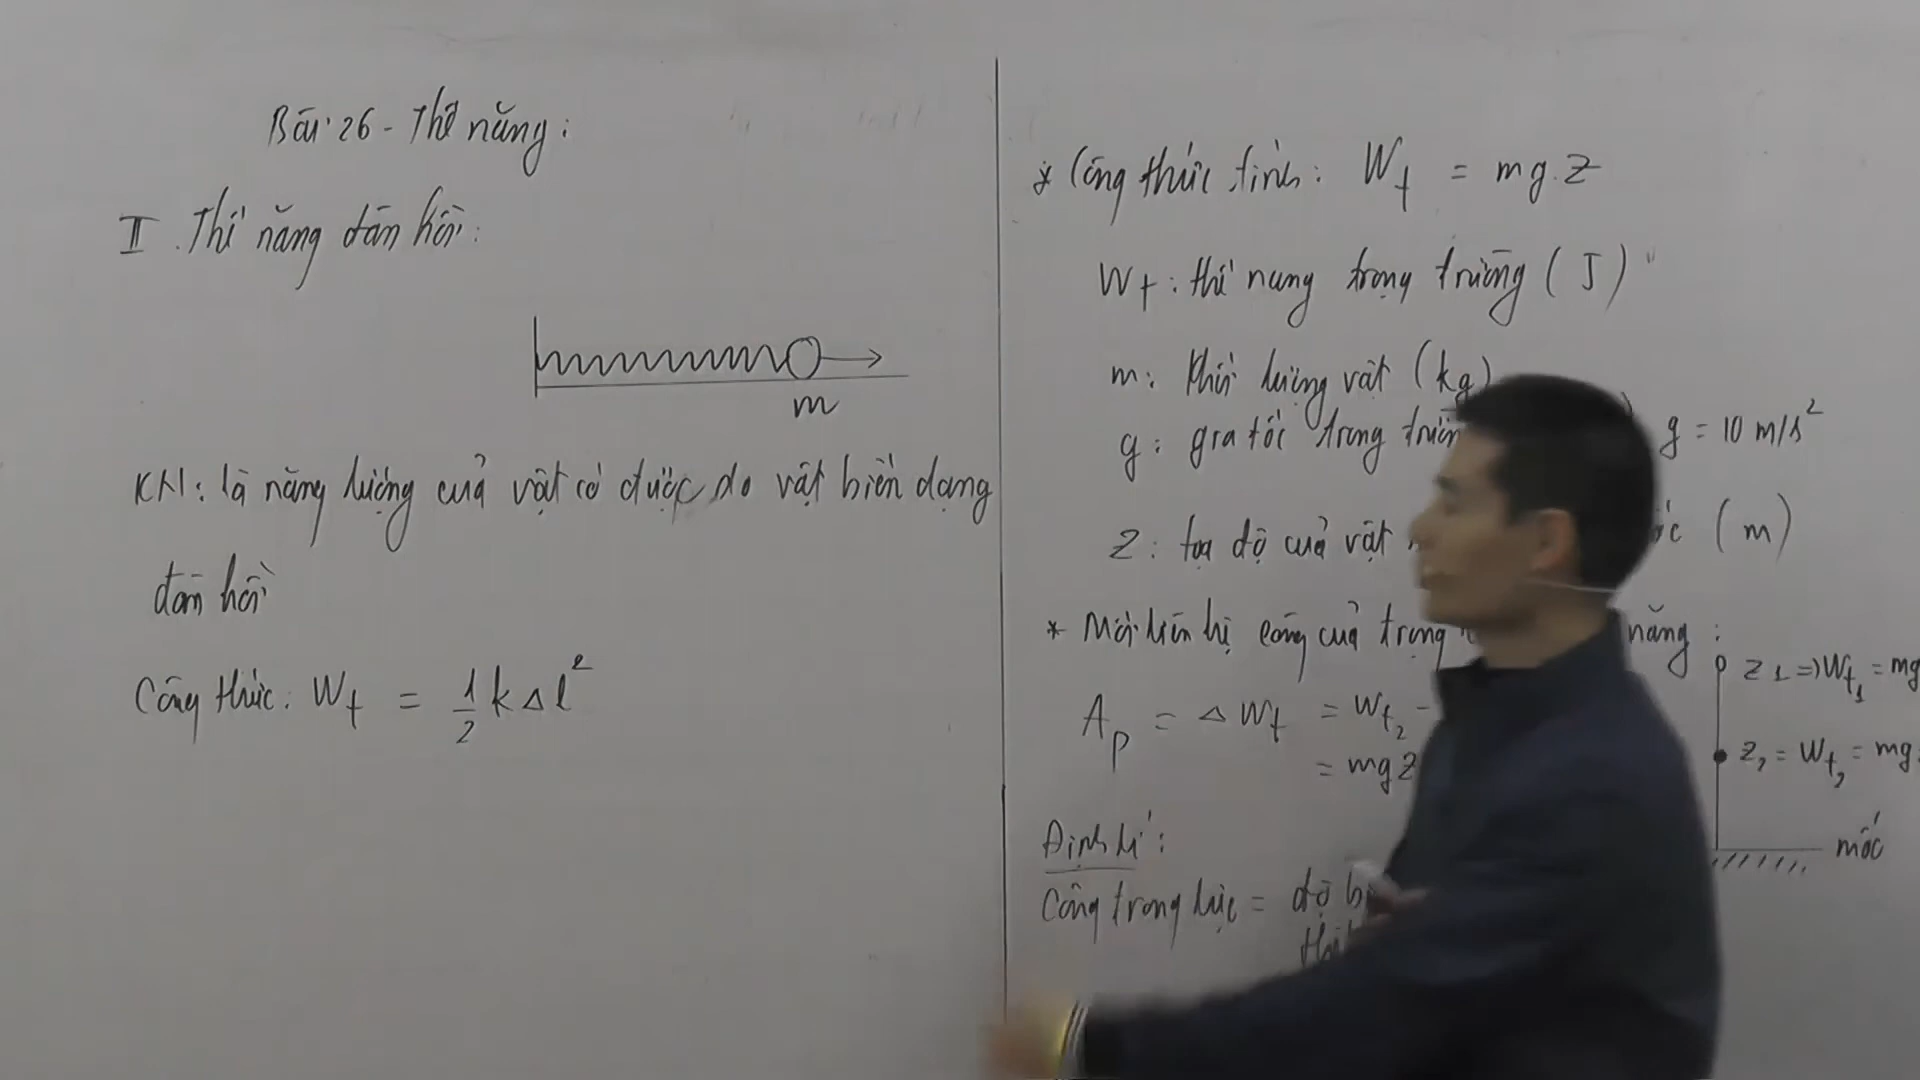 Bài 26 - Thế năng:
II. Thế năng đàn hồi:
m
KN: là năng lượng của vật có được do vật biến dạng
đàn hồi
Công thức: Wt = 1/2 k Δl²
* Công thức tính: Wt = mg.z
Wt: thế năng trọng trường (J)
m: khối lượng vật (kg)
g: gia tốc trọng g = 10 m/s²
z: tọa độ của vật (m)
* Mối liên hệ công của trọng năng:
Ap = ΔWt = Wt2 -
= mgz
z1 => Wt1 = mg
z2 = Wt2 = mg
mốc
Định lí:
Công trọng lực = độ